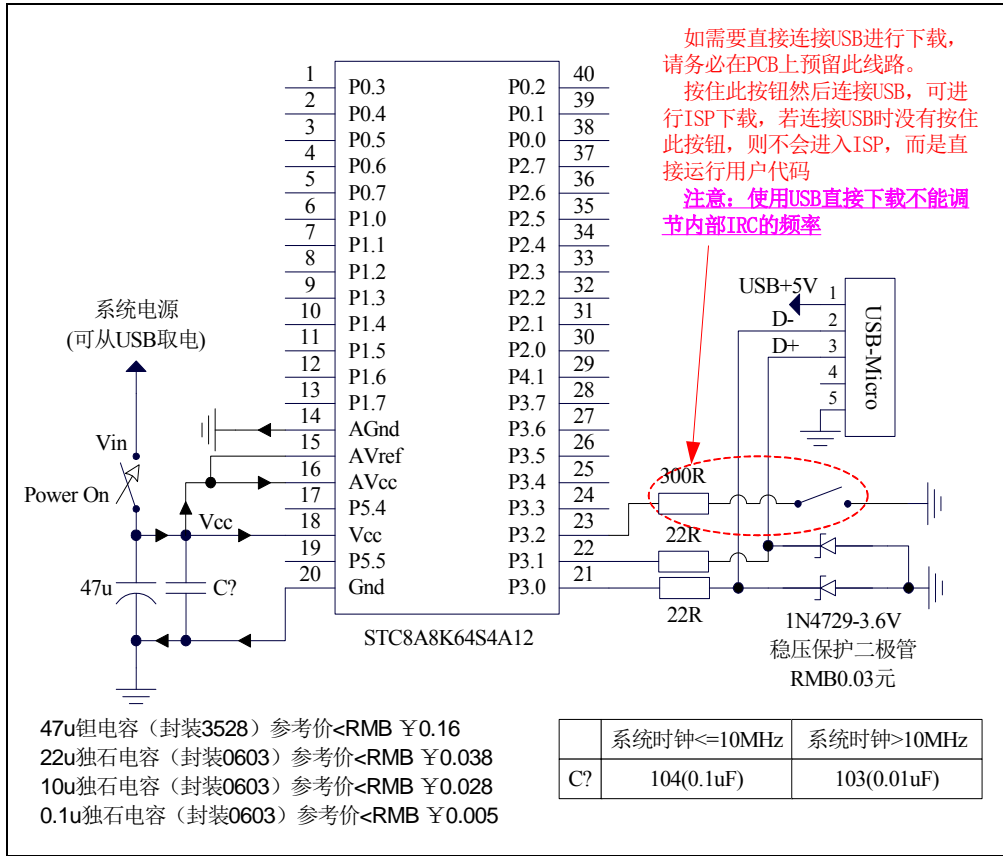 如需要直接连接USB进行下载，
请务必在PCB上预留此线路。
按住此按钮然后连接USB，可进
行ISP下载，若连接USB时没有按住
此按钮，则不会进入ISP，而是直
接运行用户代码
注意：使用USB直接下载不能调
节内部IRC的频率
1 P0.3 P0.2 40
2 P0.4 P0.1 39
3 P0.5 P0.0 38
4 P0.6 P2.7 37
5 P0.7 P2.6 36
6 P1.0 P2.5 35
7 P1.1 P2.4 34
8 P1.2 P2.3 33
9 P1.3 P2.2 32
10 P1.4 P2.1 31
11 P1.5 P2.0 30
12 P1.6 P4.1 29
13 P1.7 P3.7 28
14 AGnd P3.6 27
15 AVref P3.5 26
16 AVcc P3.4 25
17 P5.4 P3.3 24
18 Vcc P3.2 23
19 P5.5 P3.1 22
20 Gnd P3.0 21
STC8A8K64S4A12
系统电源
(可从USB取电)
Vin
Power On
Vcc
47u
C?
USB+5V 1
D- 2
D+ 3
4
5
USB-Micro
300R
22R
22R
1N4729-3.6V
稳压保护二极管
RMB0.03元
47u钽电容（封装3528）参考价<RMB ￥0.16
22u独石电容（封装0603）参考价<RMB ￥0.038
10u独石电容（封装0603）参考价<RMB ￥0.028
0.1u独石电容（封装0603）参考价<RMB ￥0.005
系统时钟<=10MHz 系统时钟>10MHz
C? 104(0.1uF) 103(0.01uF)